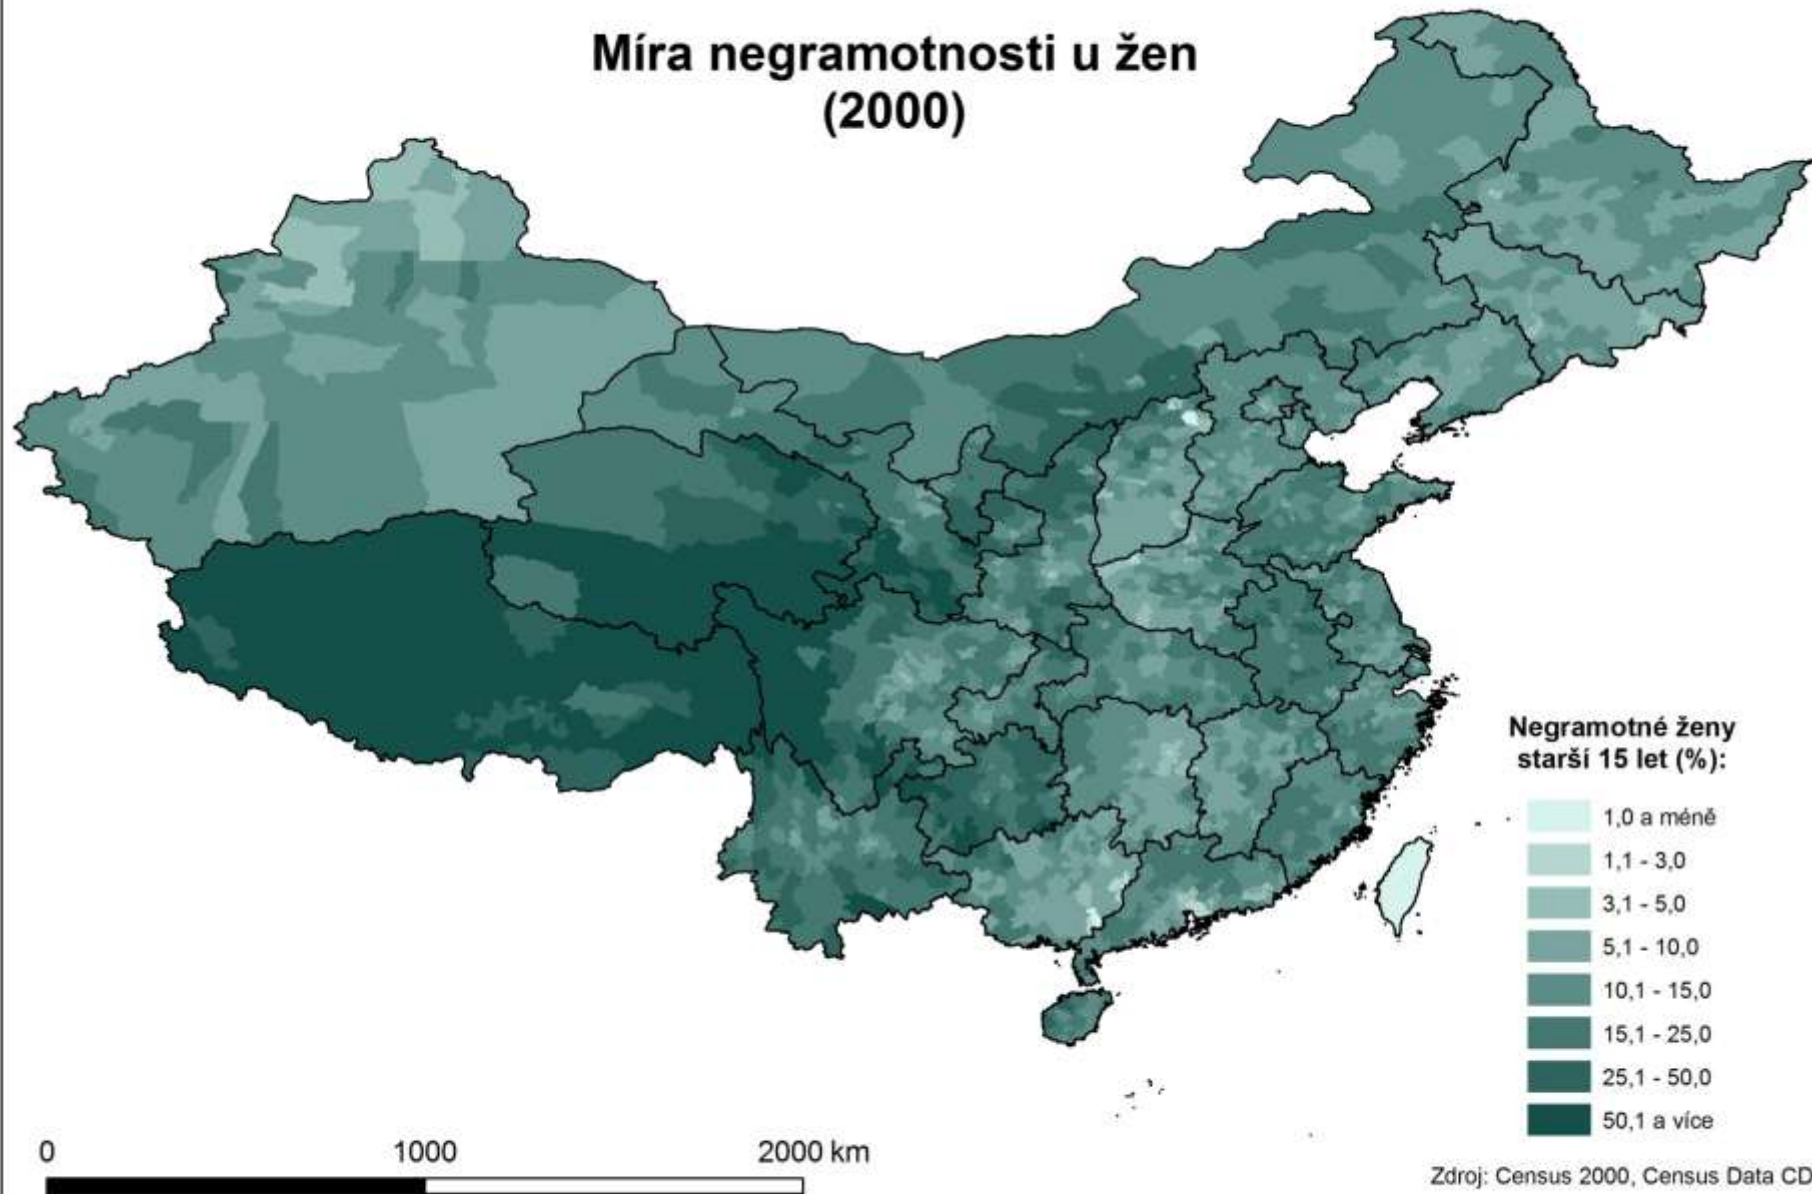 Míra negramotnosti u žen
(2000)
Negramotné ženy
starší 15 let (%):
1,0 a méně
1,1 - 3,0
3,1 - 5,0
5,1 - 10,0
10,1 - 15,0
15,1 - 25,0
25,1 - 50,0
50,1 a více
0 1000 2000 km
Zdroj: Census 2000, Census Data CD